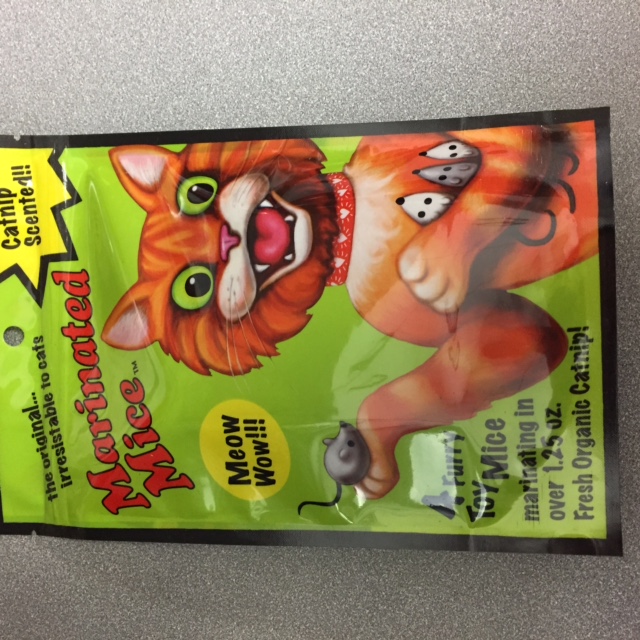 Catnip
Scented!!
the original...
Irresistable to cats
Marinated
Mice™
Meow
Wow!!!
4 Furry
Toy Mice
marinating in
over 1.25 oz.
Fresh Organic Catnip!